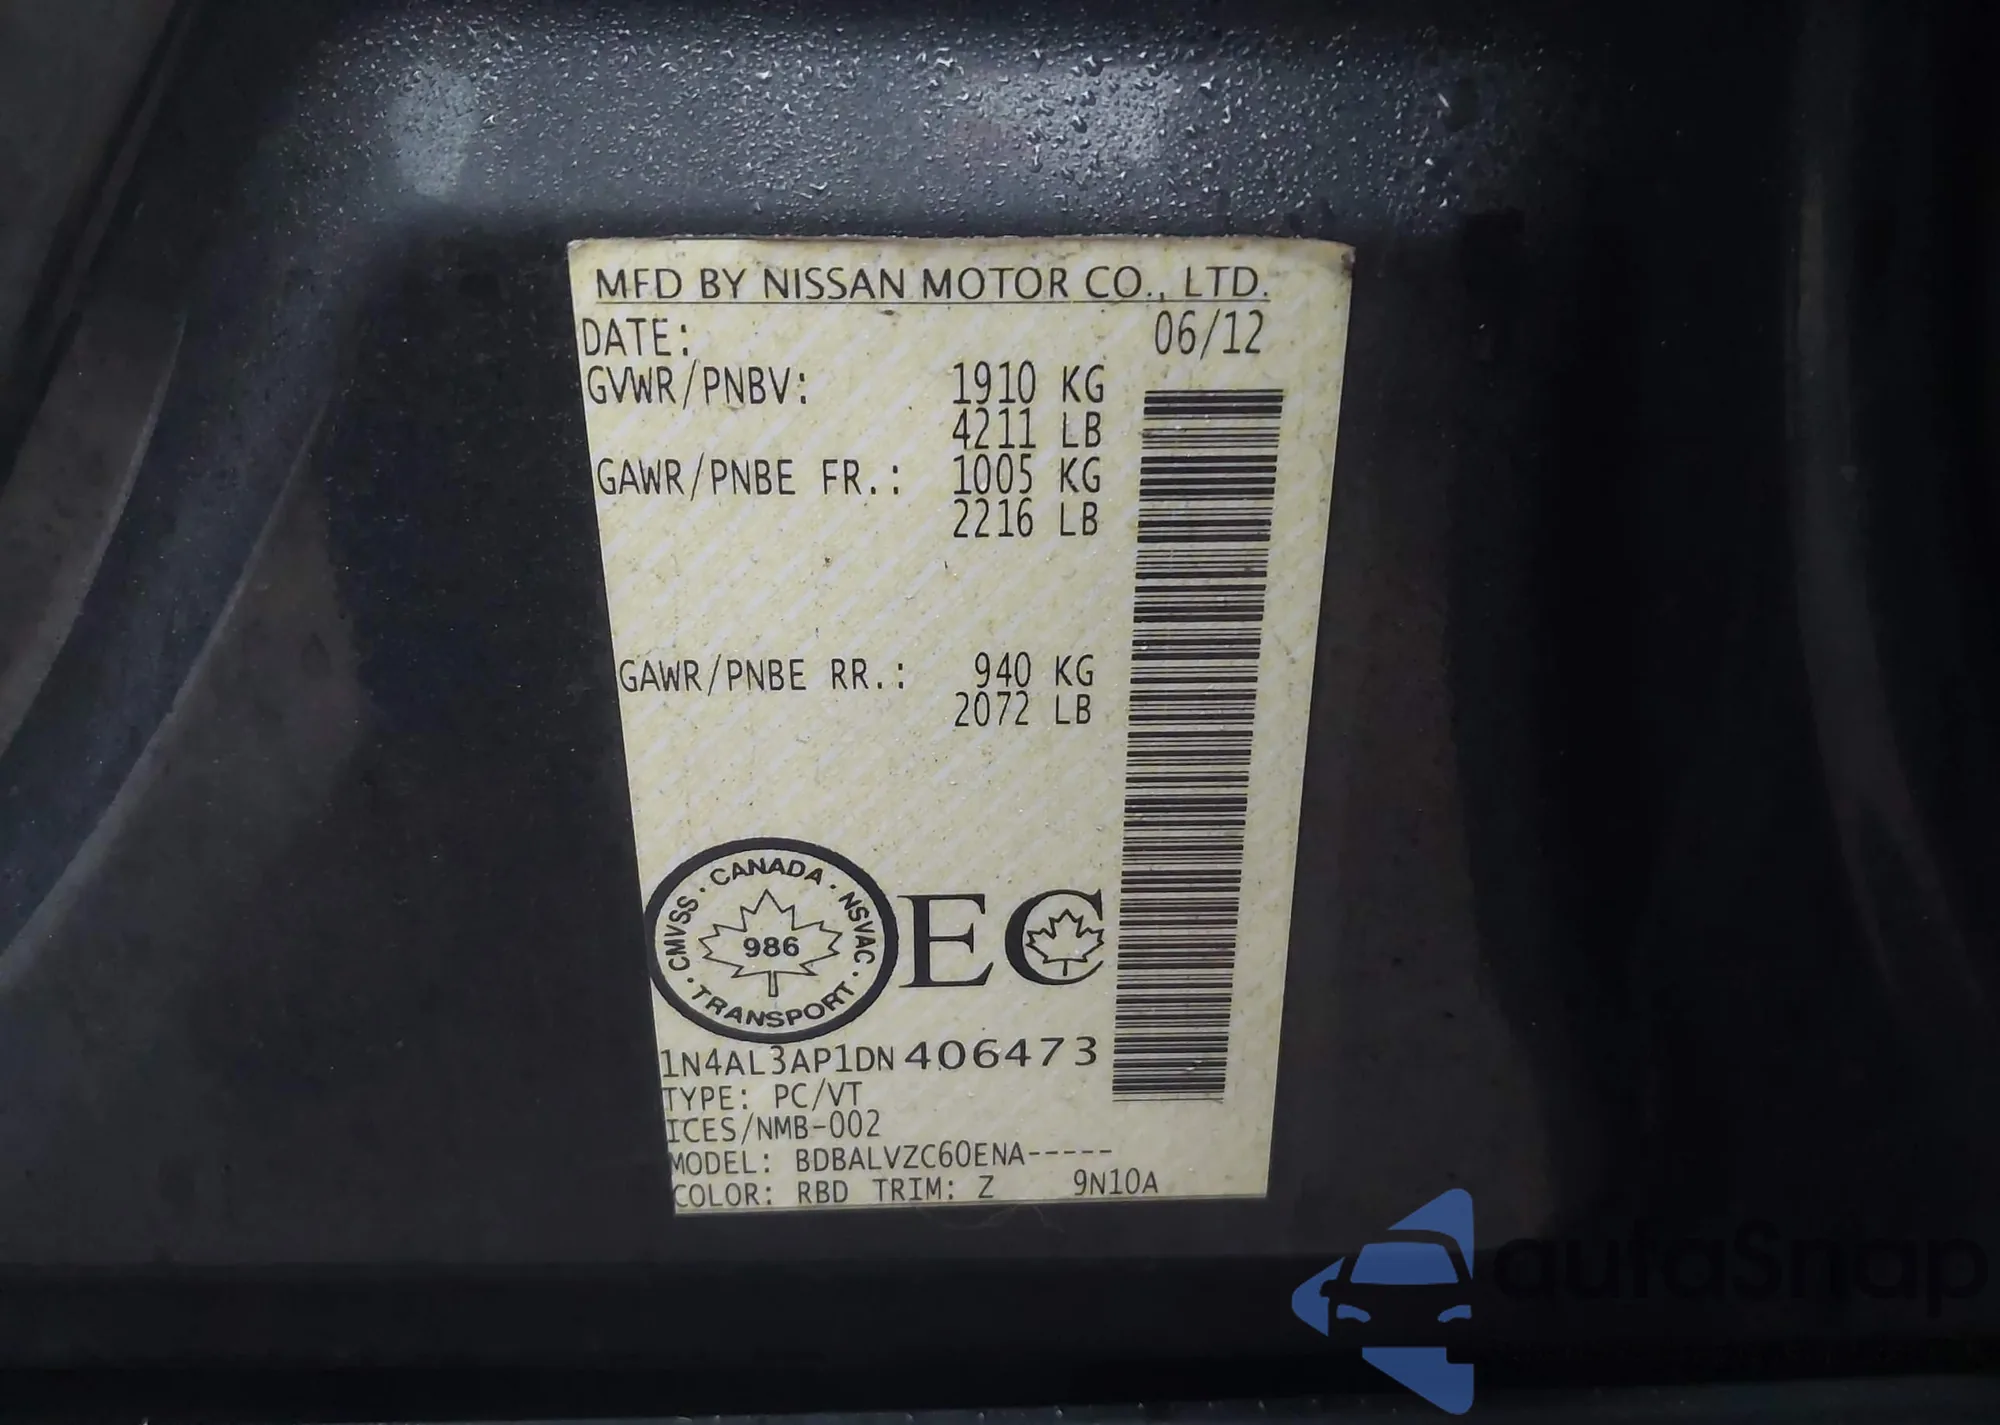 MFD BY NISSAN MOTOR CO., LTD.
DATE: 06/12
GVWR/PNBV: 1910 KG
4211 LB
GAWR/PNBE FR.: 1005 KG
2216 LB
GAWR/PNBE RR.: 940 KG
2072 LB
CANADA · NSVAC · TRANSPORT · CMVSS ·
986
EC
1N4AL3AP1DN406473
TYPE: PC/VT
ICES/NMB-002
MODEL: BDBALVZC60ENA-----
COLOR: RBD TRIM: Z 9N10A
autaSnap